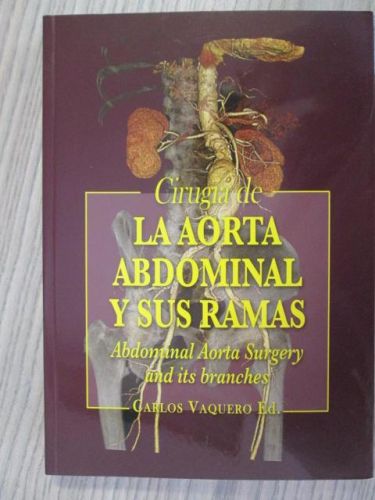 Cirugía de
LA AORTA
ABDOMINAL
Y SUS RAMAS
Abdominal Aorta Surgery
and its branches
CARLOS VAQUERO Ed.